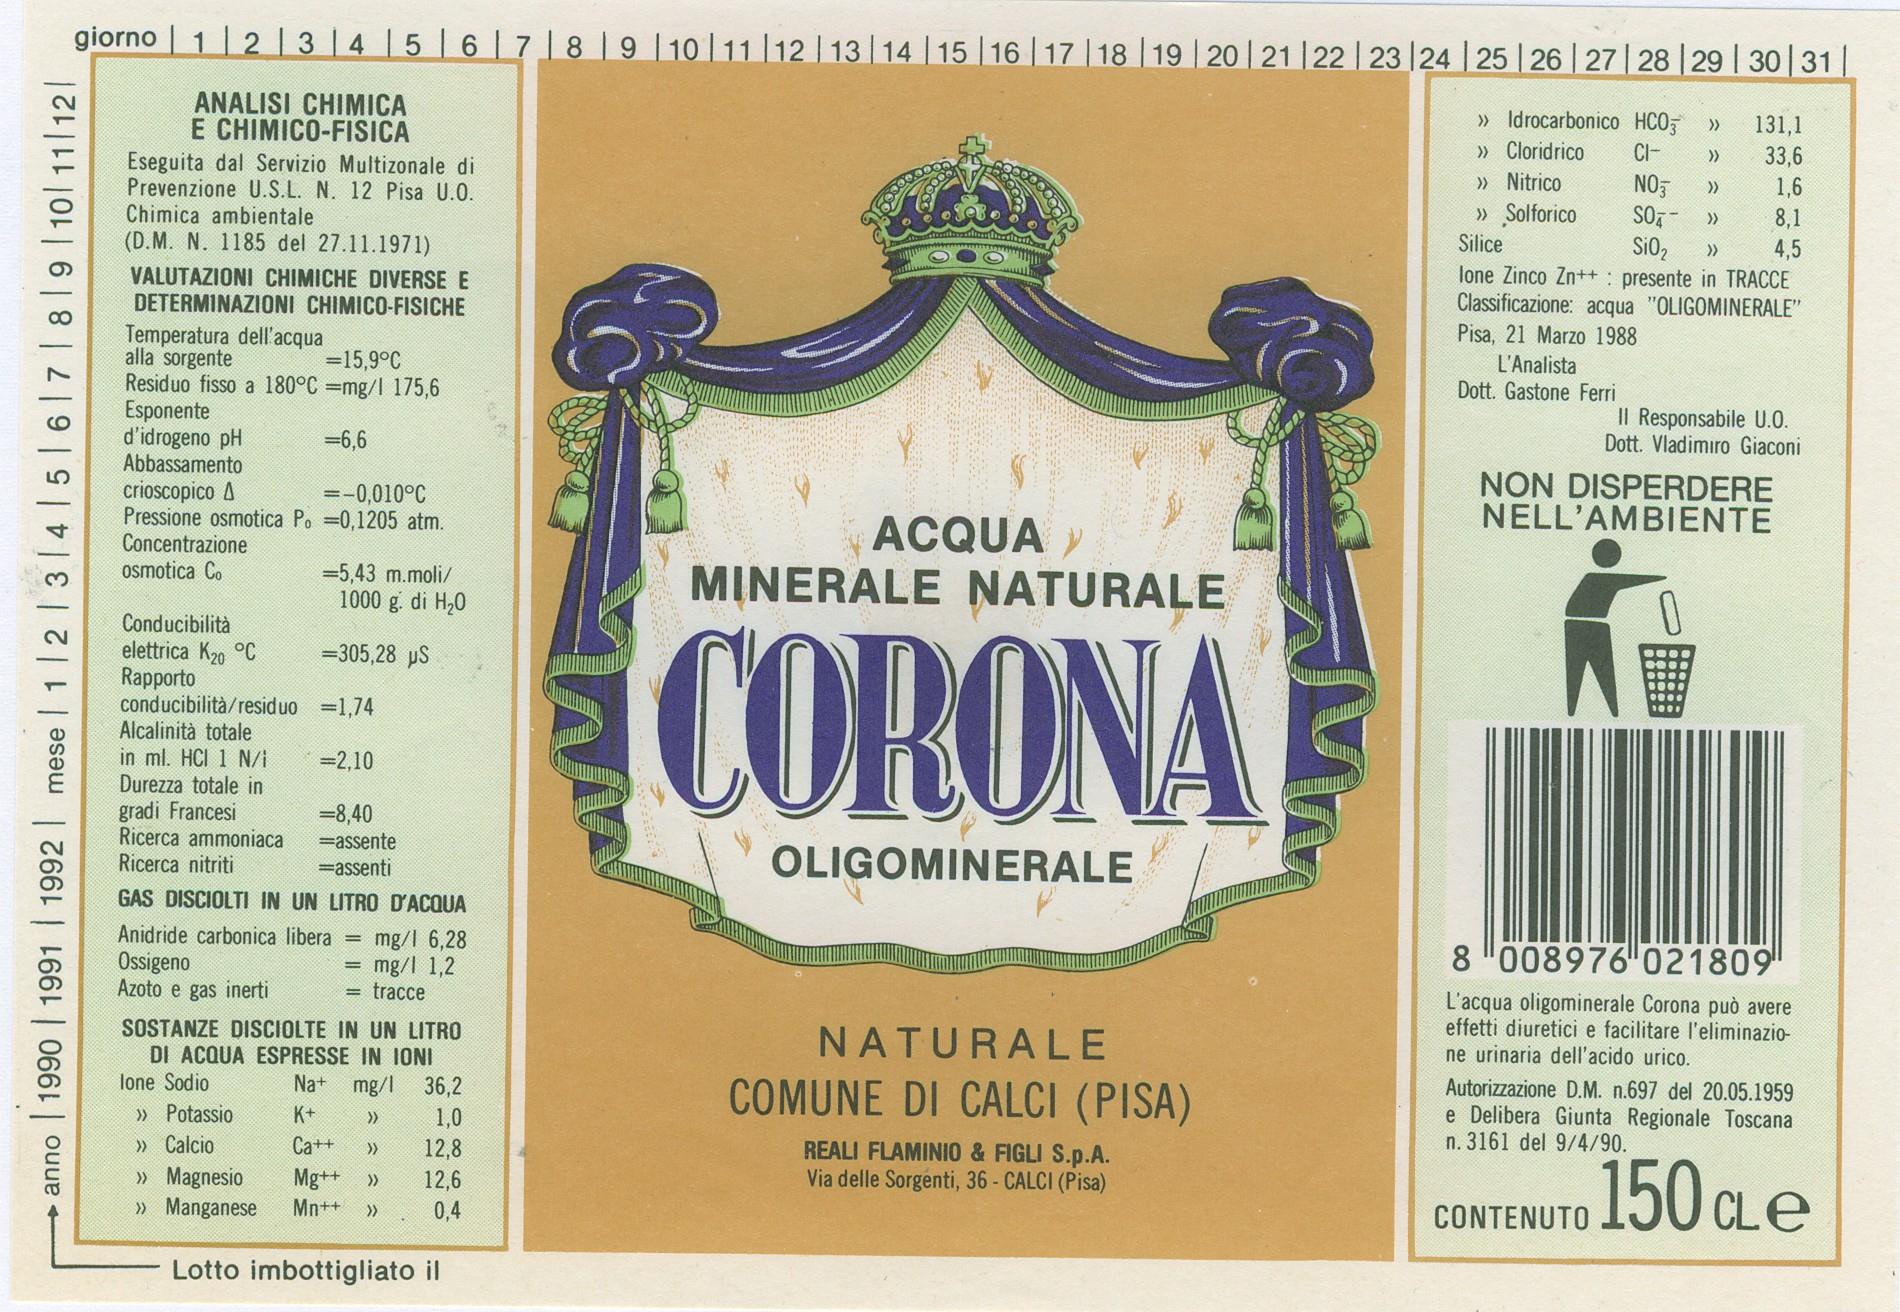 giorno | 1 | 2 | 3 | 4 | 5 | 6 | 7 | 8 | 9 | 10 | 11 | 12 | 13 | 14 | 15 | 16 | 17 | 18 | 19 | 20 | 21 | 22 | 23 | 24 | 25 | 26 | 27 | 28 | 29 | 30 | 31 |
anno | 1990 | 1991 | 1992 | mese | 1 | 2 | 3 | 4 | 5 | 6 | 7 | 8 | 9 | 10 | 11 | 12 |
ANALISI CHIMICA
E CHIMICO-FISICA
Eseguita dal Servizio Multizonale di
Prevenzione U.S.L. N. 12 Pisa U.O.
Chimica ambientale
(D.M. N. 1185 del 27.11.1971)
VALUTAZIONI CHIMICHE DIVERSE E
DETERMINAZIONI CHIMICO-FISICHE
Temperatura dell'acqua
alla sorgente =15,9°C
Residuo fisso a 180°C =mg/l 175,6
Esponente
d'idrogeno pH =6,6
Abbassamento
crioscopico Δ =-0,010°C
Pressione osmotica P₀ =0,1205 atm.
Concentrazione
osmotica C₀ =5,43 m.moli/
1000 g. di H₂O
Conducibilità
elettrica K₂₀ °C =305,28 µS
Rapporto
conducibilità/residuo =1,74
Alcalinità totale
in ml. HCl 1 N/i =2,10
Durezza totale in
gradi Francesi =8,40
Ricerca ammoniaca =assente
Ricerca nitriti =assenti
GAS DISCIOLTI IN UN LITRO D'ACQUA
Anidride carbonica libera = mg/l 6,28
Ossigeno = mg/l 1,2
Azoto e gas inerti = tracce
SOSTANZE DISCIOLTE IN UN LITRO
DI ACQUA ESPRESSE IN IONI
Ione Sodio Na⁺ mg/l 36,2
» Potassio K⁺ » 1,0
» Calcio Ca⁺⁺ » 12,8
» Magnesio Mg⁺⁺ » 12,6
» Manganese Mn⁺⁺ » 0,4
Lotto imbottigliato il
ACQUA
MINERALE NATURALE
CORONA
OLIGOMINERALE
NATURALE
COMUNE DI CALCI (PISA)
REALI FLAMINIO & FIGLI S.p.A.
Via delle Sorgenti, 36 - CALCI (Pisa)
» Idrocarbonico HCO₃⁻ » 131,1
» Cloridrico Cl⁻ » 33,6
» Nitrico NO₃⁻ » 1,6
» Solforico SO₄⁻⁻ » 8,1
Silice SiO₂ » 4,5
Ione Zinco Zn⁺⁺ : presente in TRACCE
Classificazione: acqua "OLIGOMINERALE"
Pisa, 21 Marzo 1988
L'Analista
Dott. Gastone Ferri
Il Responsabile U.O.
Dott. Vladimiro Giaconi
NON DISPERDERE
NELL'AMBIENTE
8 008976 021809
L'acqua oligominerale Corona può avere
effetti diuretici e facilitare l'eliminazio-
ne urinaria dell'acido urico.
Autorizzazione D.M. n.697 del 20.05.1959
e Delibera Giunta Regionale Toscana
n. 3161 del 9/4/90.
CONTENUTO 150 CL e